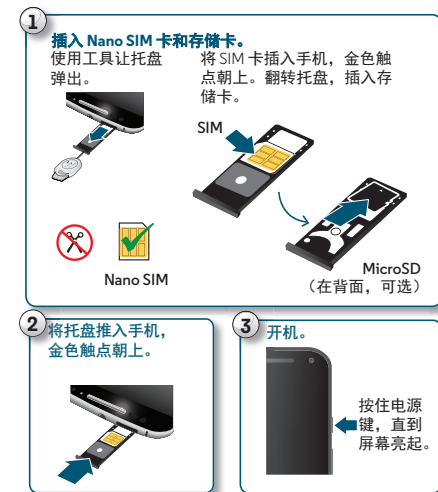 1
插入 Nano SIM 卡和存储卡。
使用工具让托盘
弹出。
将 SIM 卡插入手机，金色触
点朝上。翻转托盘，插入存
储卡。
SIM
Nano SIM
MicroSD
（在背面，可选）
2
将托盘推入手机，
金色触点朝上。
3
开机。
按住电源
键，直到
屏幕亮起。